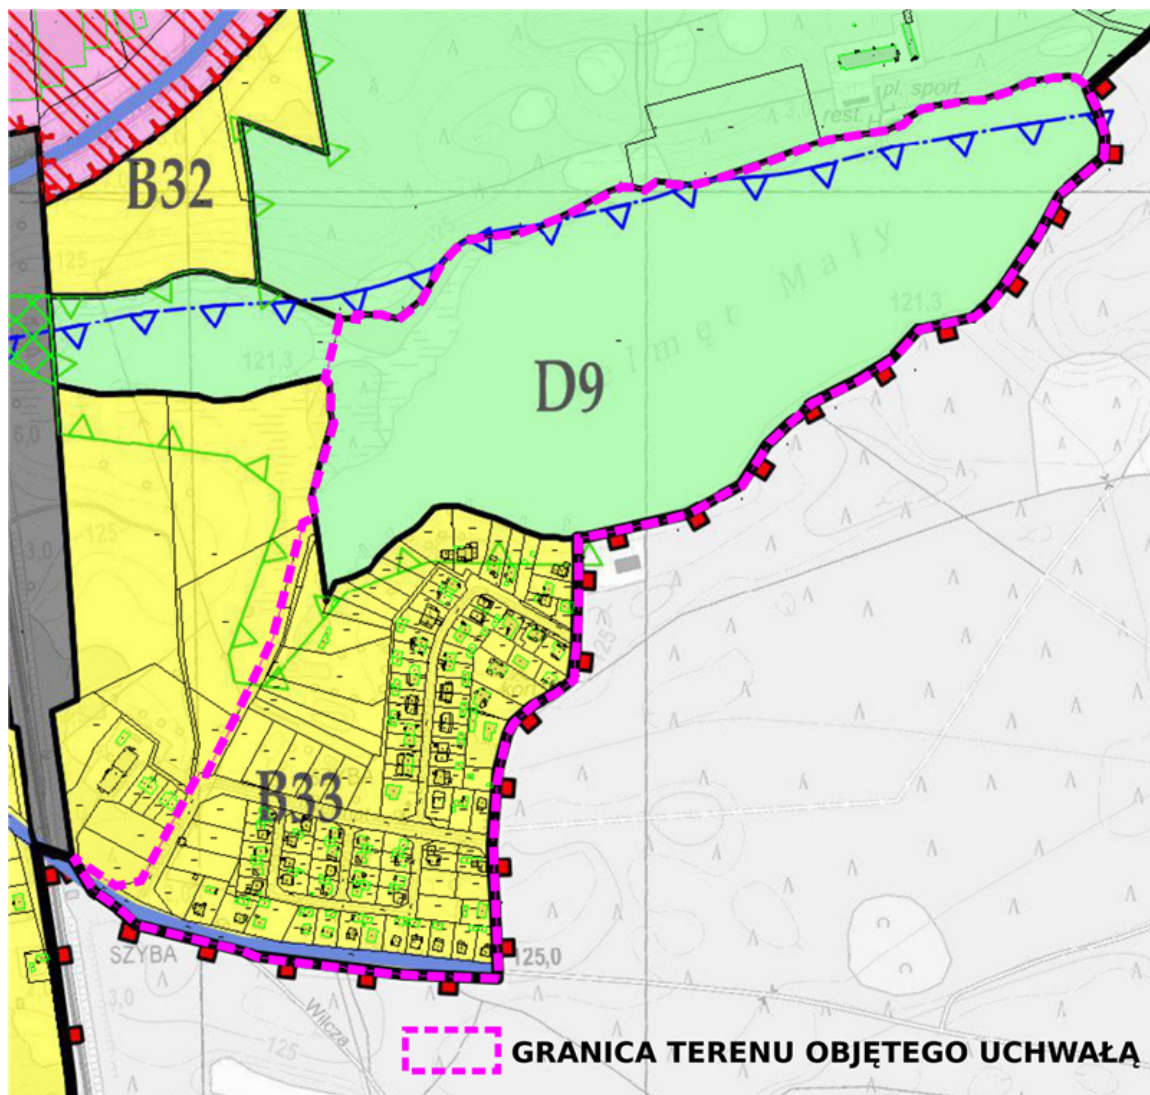 pl. sport.
rest.
B32
125
125
121,3
Mały
121,3
D9
6,0
125
3,0
125
B33
SZYBA
125,0
3,0
Wilcza
125
GRANICA TERENU OBJĘTEGO UCHWAŁĄ